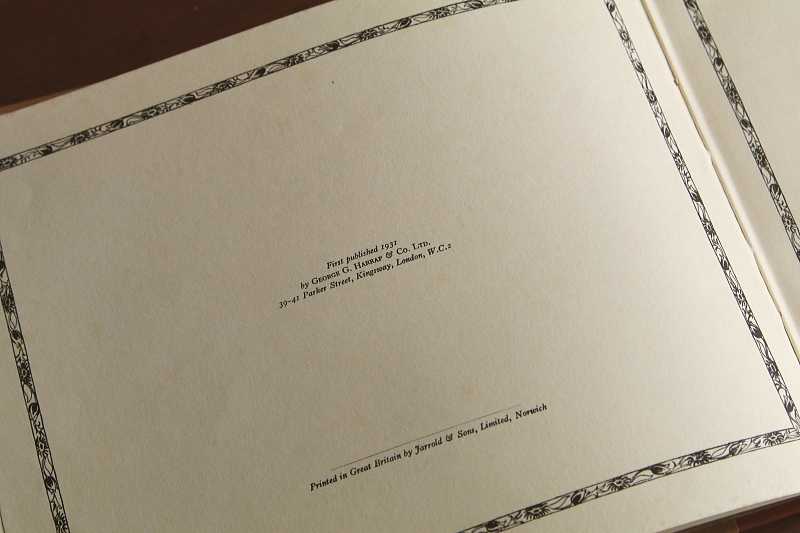 First published 1931
by George G. Harrap & Co. Ltd.
39-41 Parker Street, Kingsway, London, W.C.2
Printed in Great Britain by Jarrold & Sons, Limited, Norwich